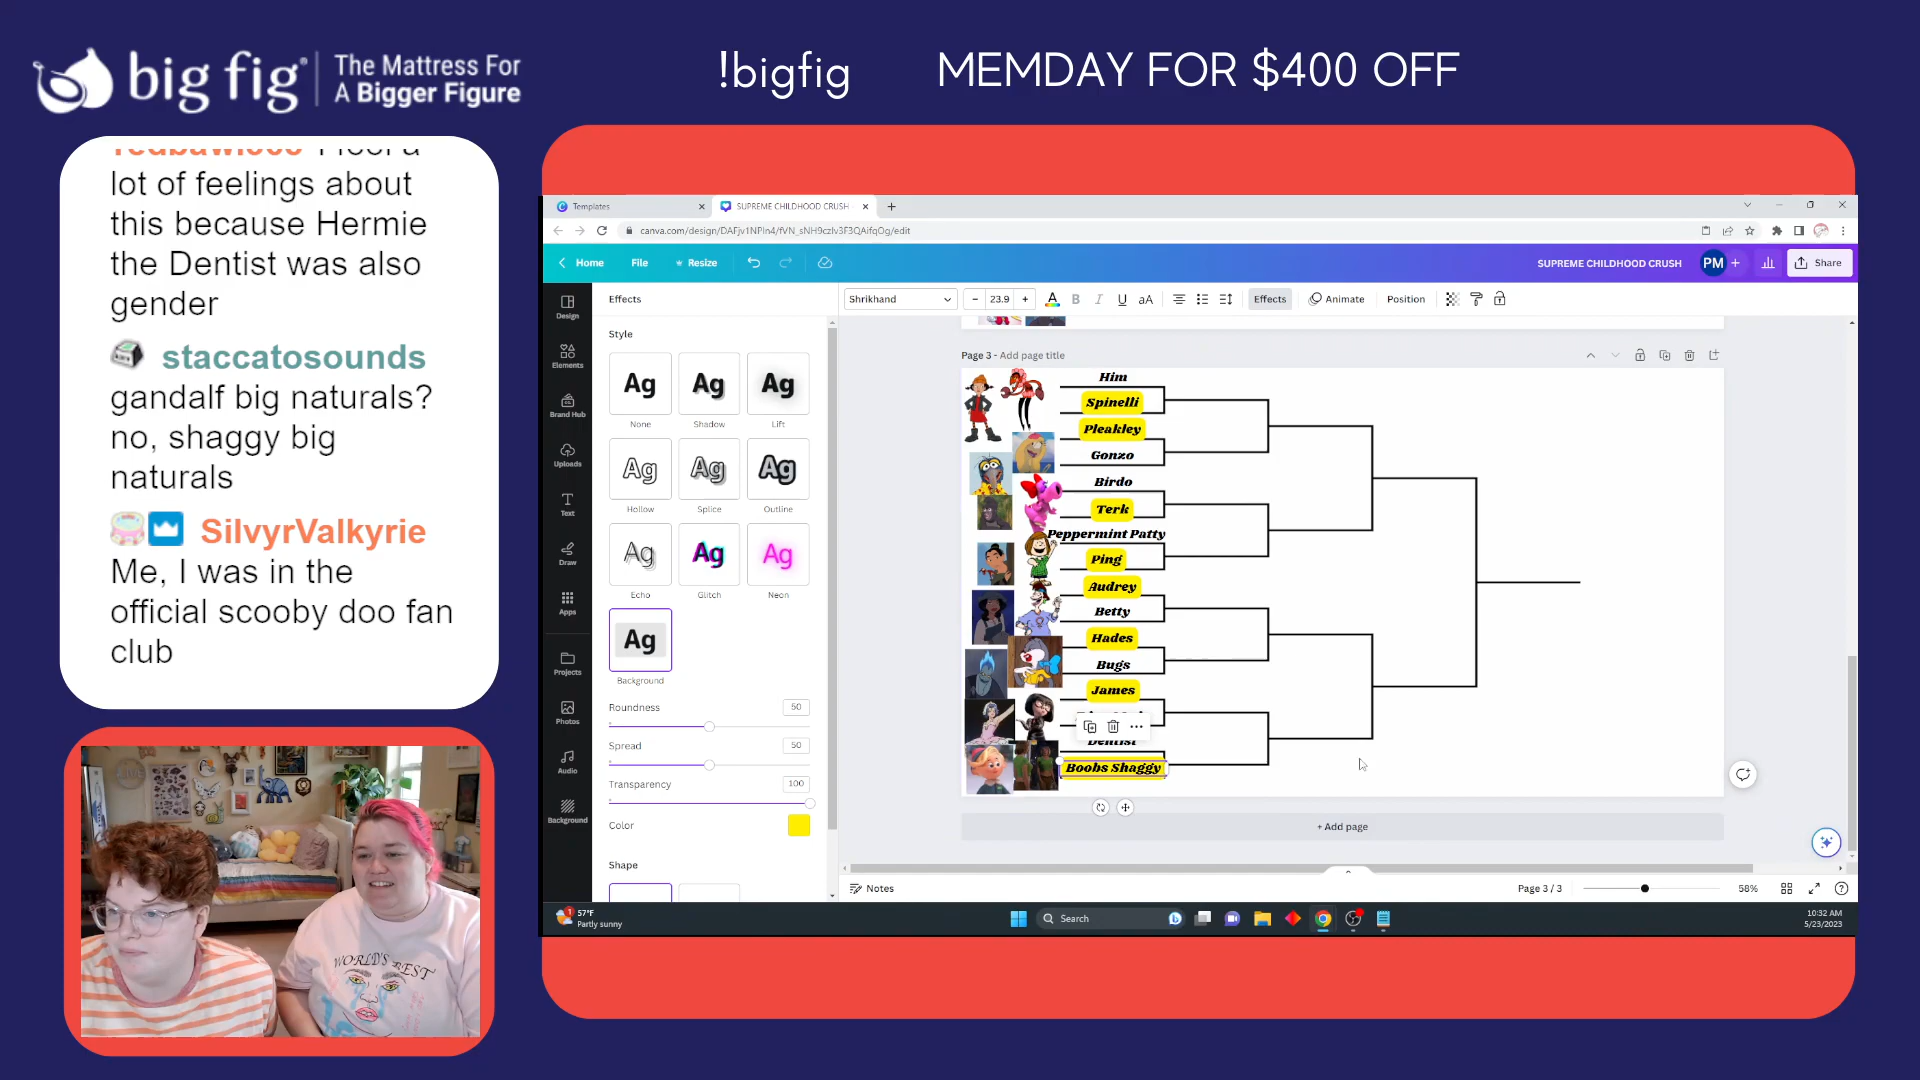 big fig
The Mattress For
A Bigger Figure
!bigfig
MEMDAY FOR $400 OFF
lot of feelings about
this because Hermie
the Dentist was also
gender
staccatosounds
gandalf big naturals?
no, shaggy big
naturals
SilvyrValkyrie
Me, I was in the
official scooby doo fan
club
WORLD'S BEST
Templates
SUPREME CHILDHOOD CRUSH
Home
File
Resize
SUPREME CHILDHOOD CRUSH
PM
Share
Design
Elements
Brand Hub
Uploads
Text
Draw
Apps
Projects
Photos
Audio
Background
Effects
Style
Ag
Ag
Ag
None
Shadow
Lift
Ag
Ag
Ag
Hollow
Splice
Outline
Ag
Ag
Ag
Echo
Glitch
Neon
Ag
Background
Roundness
50
Spread
50
Transparency
100
Color
Shape
Shrikhand
23.9
A
B
I
U
aA
Effects
Animate
Position
Page 3 - Add page title
Him
Spinelli
Pleakley
Gonzo
Birdo
Terk
Peppermint Patty
Ping
Audrey
Betty
Hades
Bugs
James
Dentist
Boobs Shaggy
+ Add page
Notes
Page 3 / 3
58%
57°F
Partly sunny
Search
10:32 AM
5/23/2023